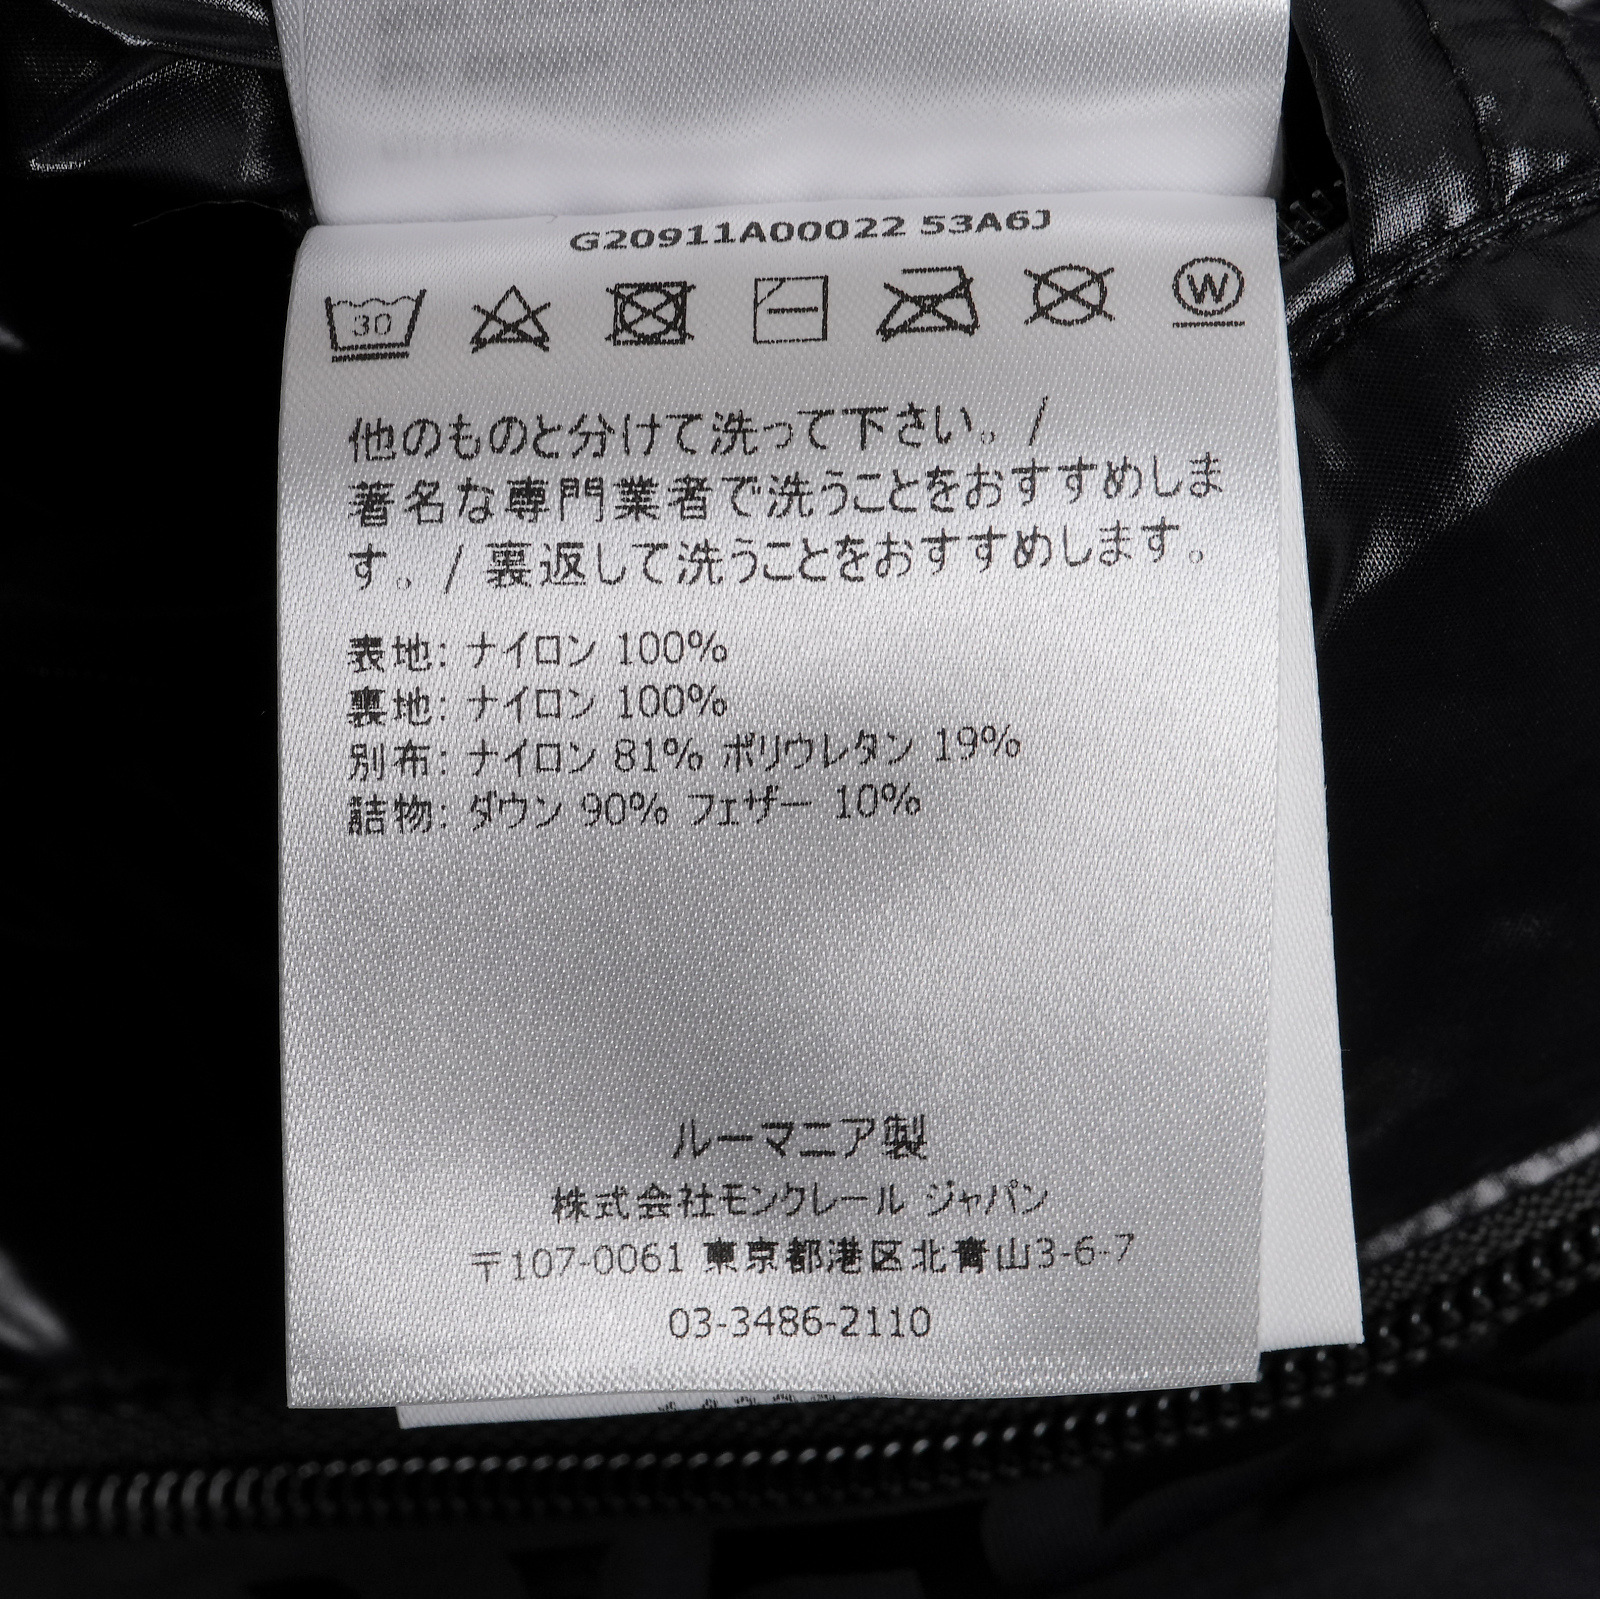 G20911A00022 53A6J
30
W
他のものと分けて洗って下さい。/
著名な専門業者で洗うことをおすすめしま
す。/ 裏返して洗うことをおすすめします。
表地: ナイロン 100%
裏地: ナイロン 100%
別布: ナイロン 81% ポリウレタン 19%
詰物: ダウン 90% フェザー 10%
ルーマニア製
株式会社モンクレール ジャパン
〒107-0061 東京都港区北青山3-6-7
03-3486-2110